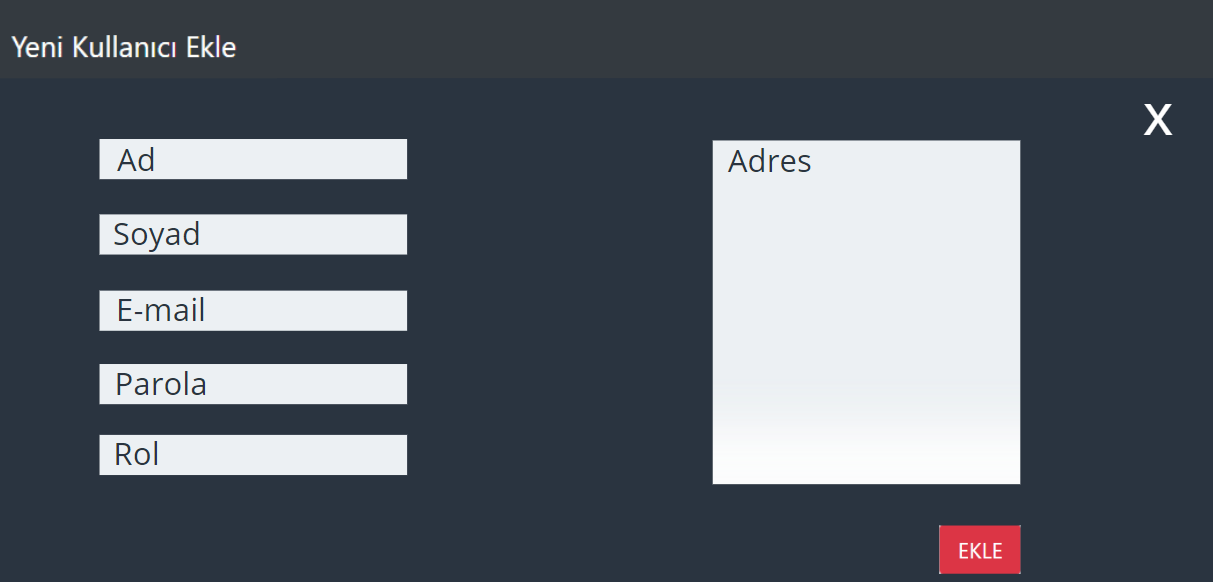 Yeni Kullanıcı Ekle
X
Ad
Soyad
E-mail
Parola
Rol
Adres
EKLE